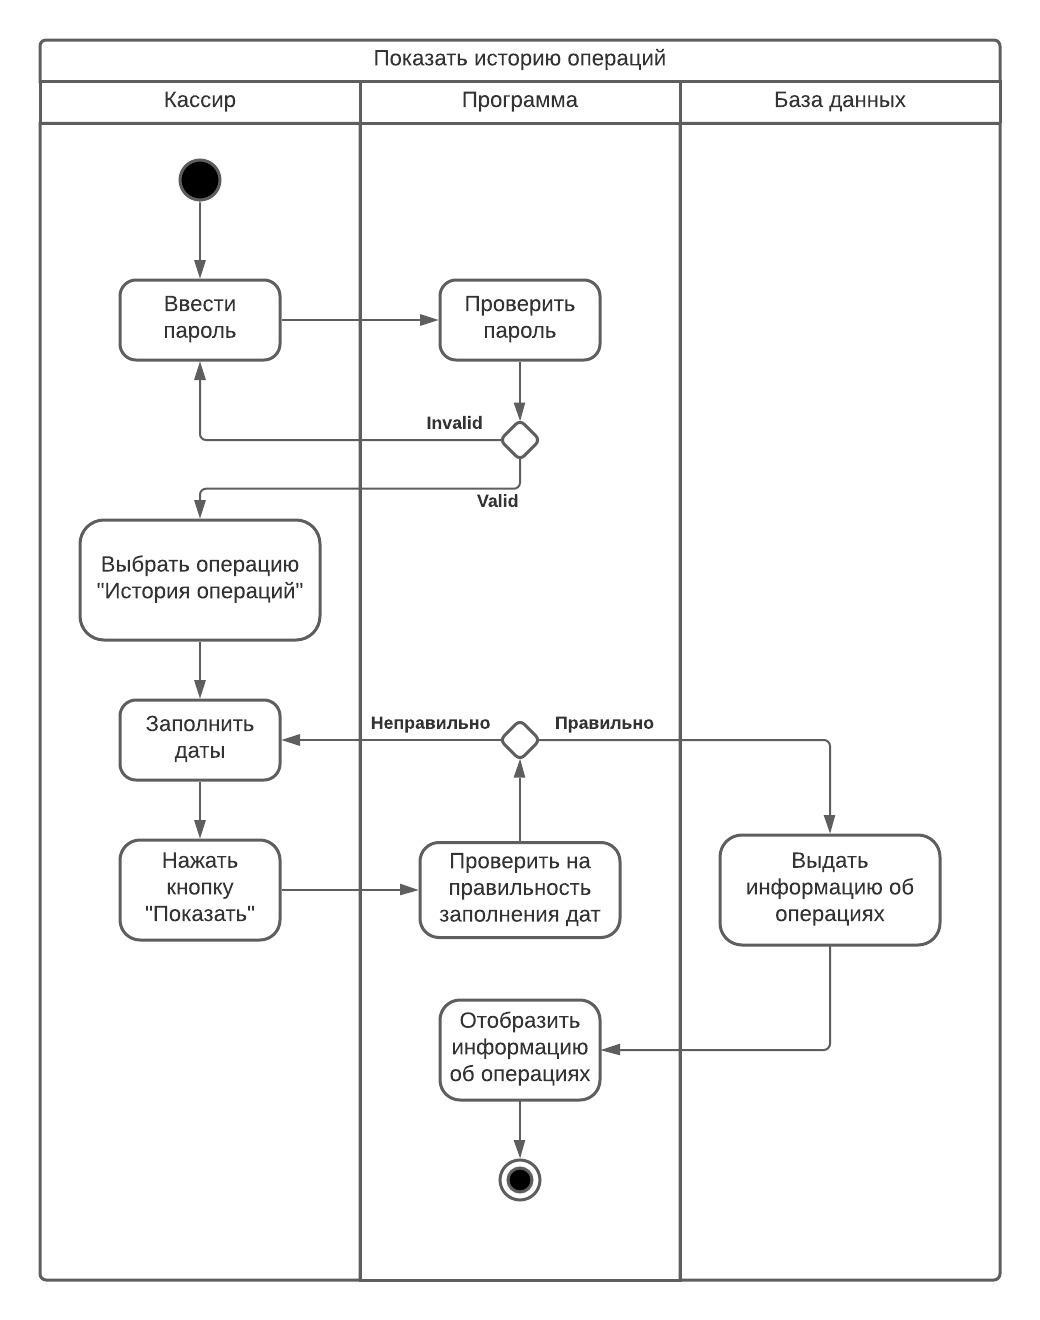 Показать историю операций
Кассир
Программа
База данных
Ввести
пароль
Проверить
пароль
Invalid
Valid
Выбрать операцию
"История операций"
Заполнить
даты
Неправильно
Правильно
Нажать
кнопку
"Показать"
Проверить на
правильность
заполнения дат
Выдать
информацию об
операциях
Отобразить
информацию
об операциях